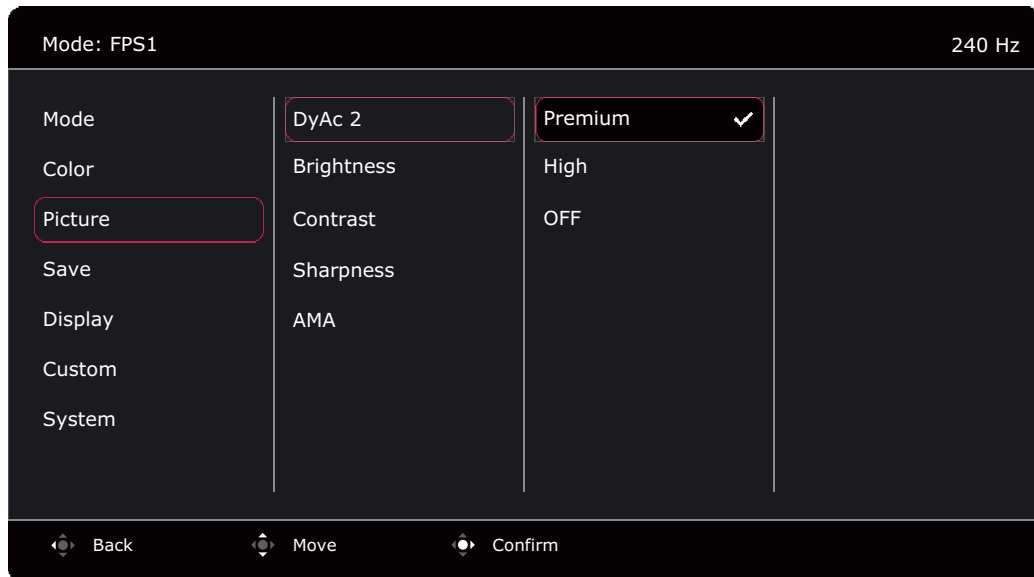 Mode: FPS1
240 Hz
Mode
Color
Picture
Save
Display
Custom
System
DyAc 2
Brightness
Contrast
Sharpness
AMA
Premium
High
OFF
Back
Move
Confirm